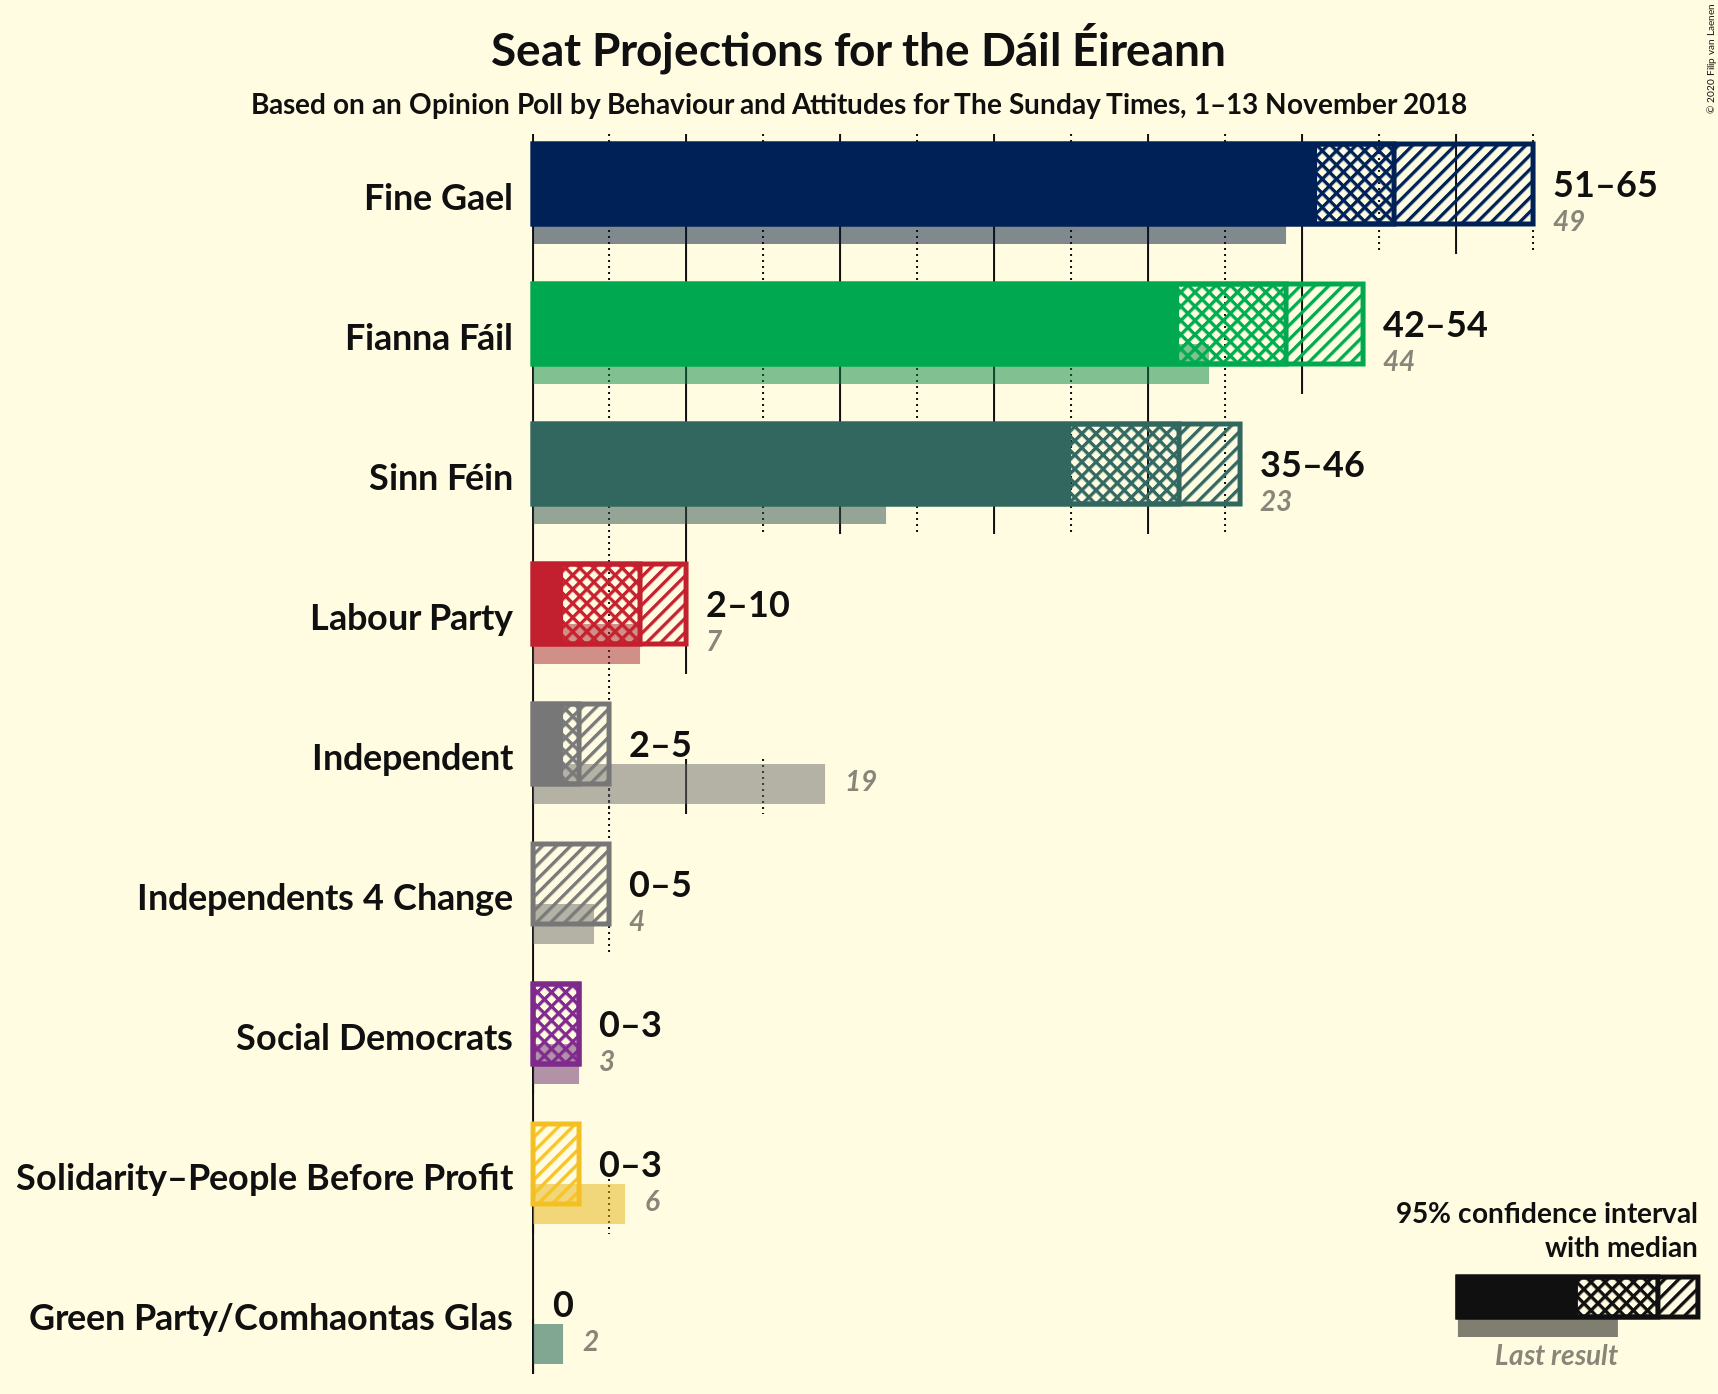 Seat Projections for the Dáil Éireann
Based on an Opinion Poll by Behaviour and Attitudes for The Sunday Times, 1–13 November 2018
© 2020 Filip van Laenen
Fine Gael
51–65
49
Fianna Fáil
42–54
44
Sinn Féin
35–46
23
Labour Party
2–10
7
Independent
2–5
19
Independents 4 Change
0–5
4
Social Democrats
0–3
3
Solidarity–People Before Profit
0–3
6
Green Party/Comhaontas Glas
0
2
95% confidence interval
with median
Last result